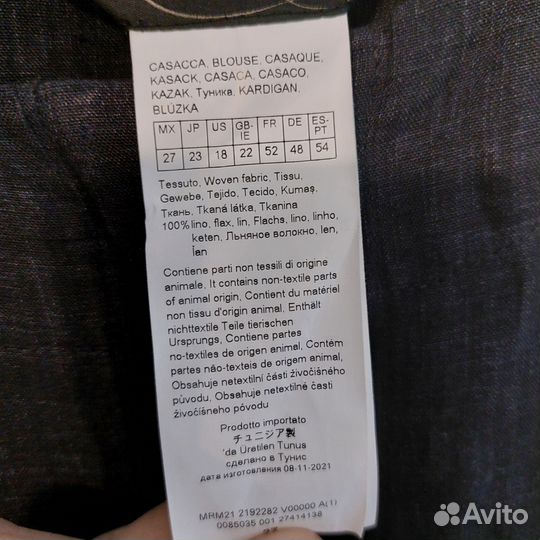 CASACCA, BLOUSE, CASAQUE,
KASACK, CASACA, CASACO,
KAZAK, Туника, KARDIGAN,
BLŪZKA
MX JP US GB-IE FR DE ES-PT
27 23 18 22 52 48 54
Tessuto, Woven fabric, Tissu,
Gewebe, Tejido, Tecido, Kumaş,
Ткань, Tkaná látka, Tkanina
100% lino, flax, lin, Flachs, lino, linho,
keten, Льняное волокно, len,
ľan
Contiene parti non tessili di origine
animale, It contains non-textile parts
of animal origin, Contient du matériel
non tissu d'origine animal, Enthält
nichttextile Teile tierischen
Ursprungs, Contiene partes
no-textiles de origen animal, Contém
partes não-texteis de origem animal,
Obsahuje netextilní části živočišného
původu, Obsahuje netextilné časti
živočíšneho pôvodu
Prodotto importato
チュニジア製
'de Üretilen Tunus
сделано в Тунис
дата изготовления 08-11-2021
MRM21 2192282 V00000 A(1)
0085035 001 27414138
Avito